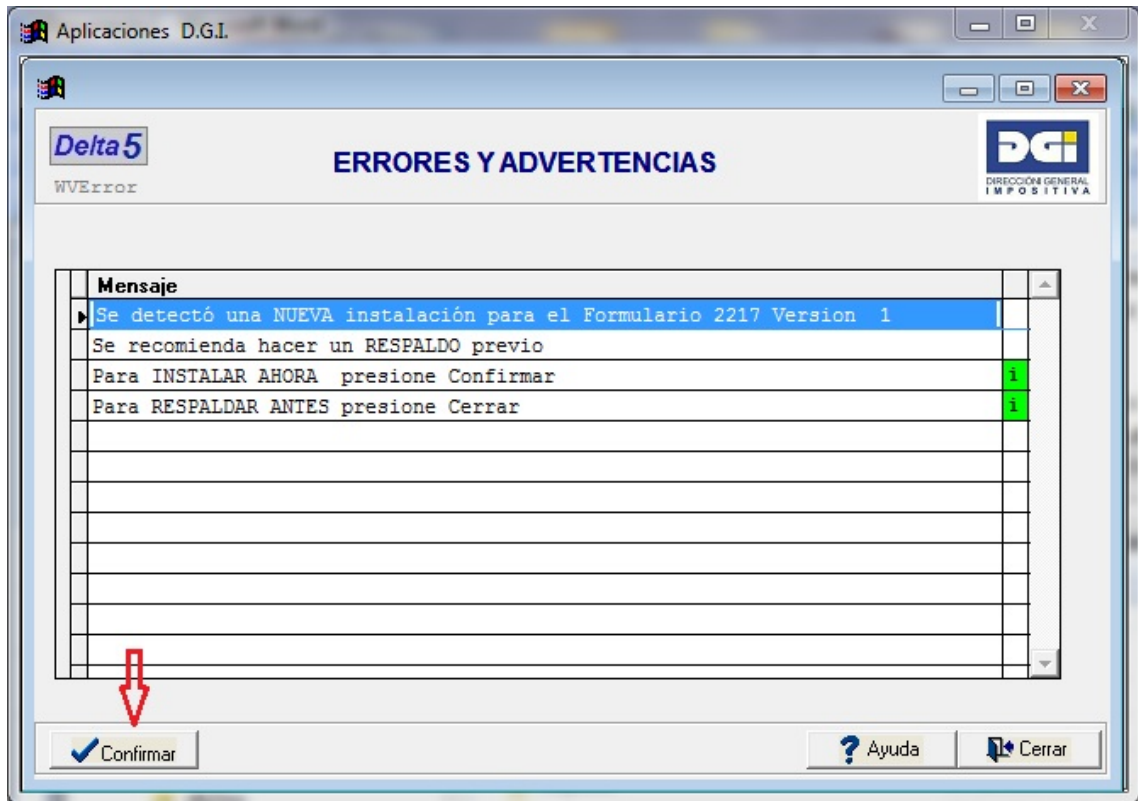 Aplicaciones D.G.I.
Delta 5
WVError
ERRORES Y ADVERTENCIAS
DGI
DIRECCIÓN GENERAL
IMPOSITIVA
Mensaje
Se detectó una NUEVA instalación para el Formulario 2217 Version 1
Se recomienda hacer un RESPALDO previo
Para INSTALAR AHORA presione Confirmar
i
Para RESPALDAR ANTES presione Cerrar
i
Confirmar
? Ayuda
Cerrar